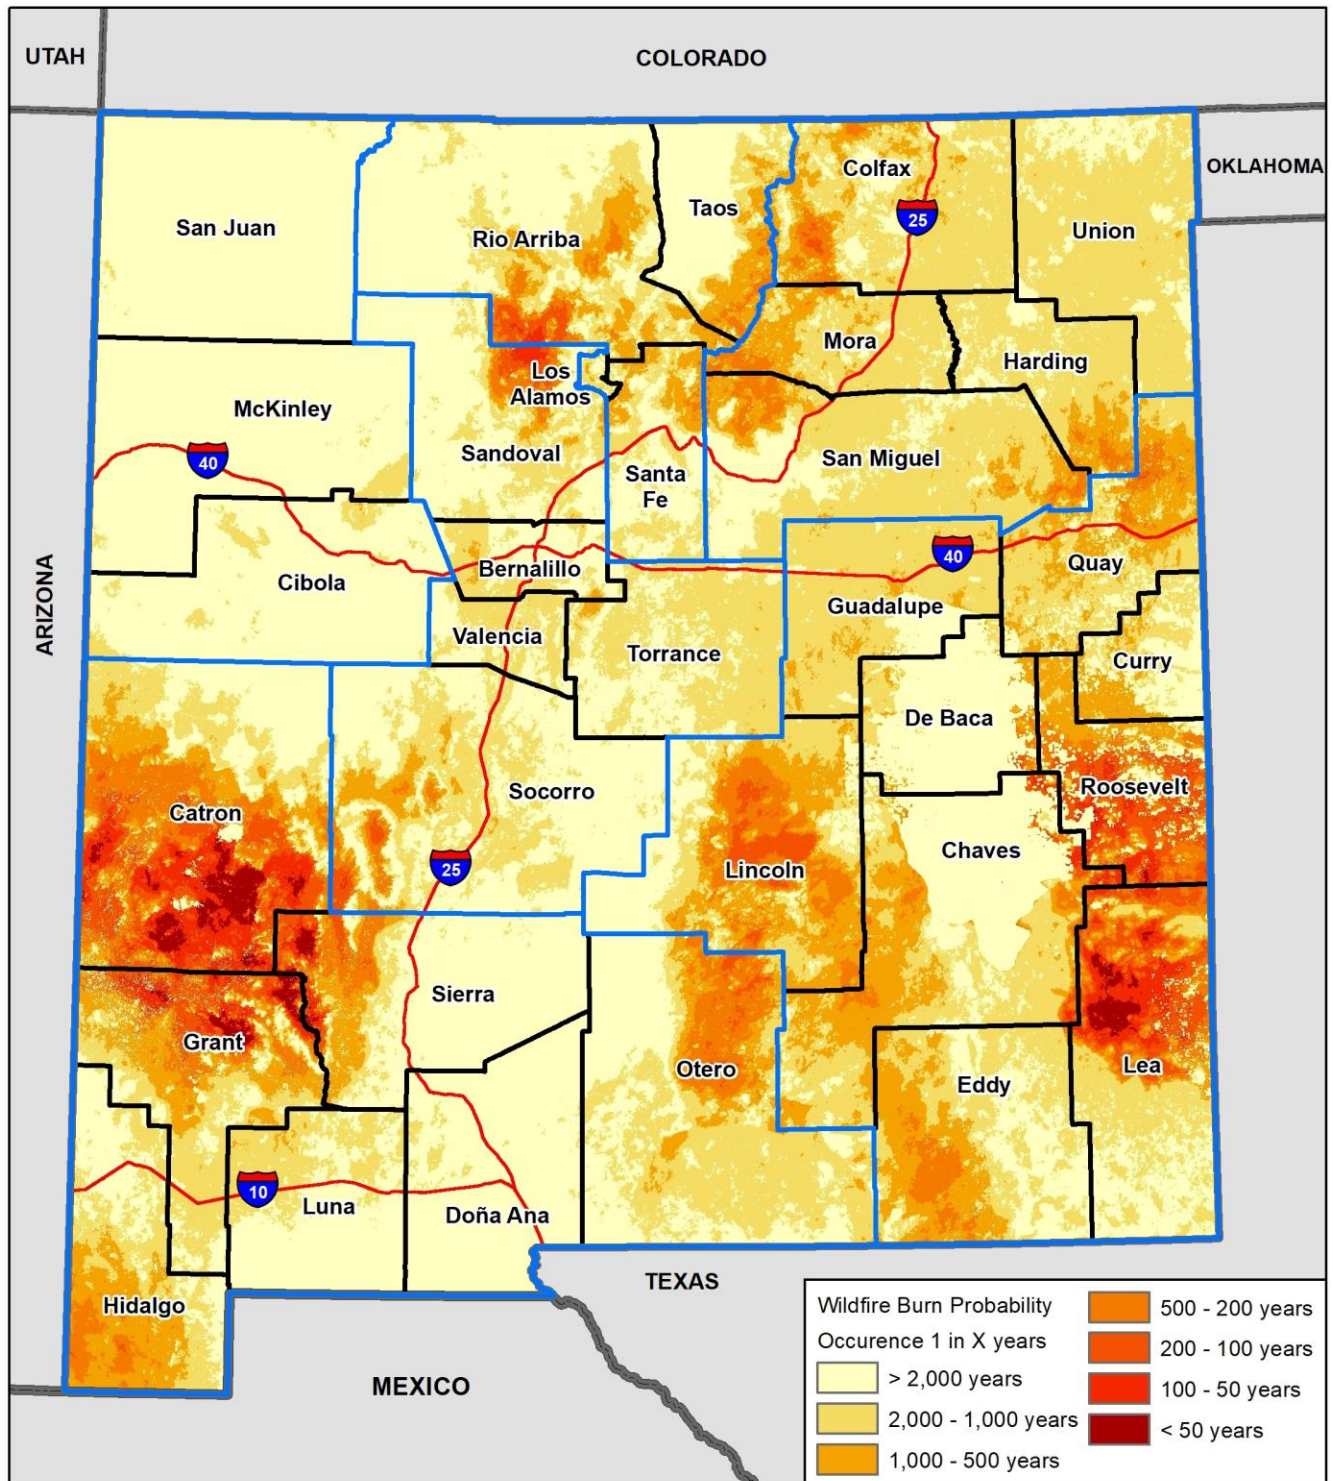 UTAH
COLORADO
OKLAHOMA
ARIZONA
San Juan
Rio Arriba
Taos
Colfax
25
Union
Mora
Harding
Los
Alamos
McKinley
40
Sandoval
Santa
Fe
San Miguel
40
Quay
Cibola
Bernalillo
Guadalupe
Valencia
Torrance
Curry
De Baca
Catron
Socorro
Roosevelt
25
Lincoln
Chaves
Sierra
Grant
Otero
Eddy
Lea
10
Luna
Doña Ana
Hidalgo
TEXAS
MEXICO
Wildfire Burn Probability
Occurence 1 in X years
> 2,000 years
2,000 - 1,000 years
1,000 - 500 years
500 - 200 years
200 - 100 years
100 - 50 years
< 50 years